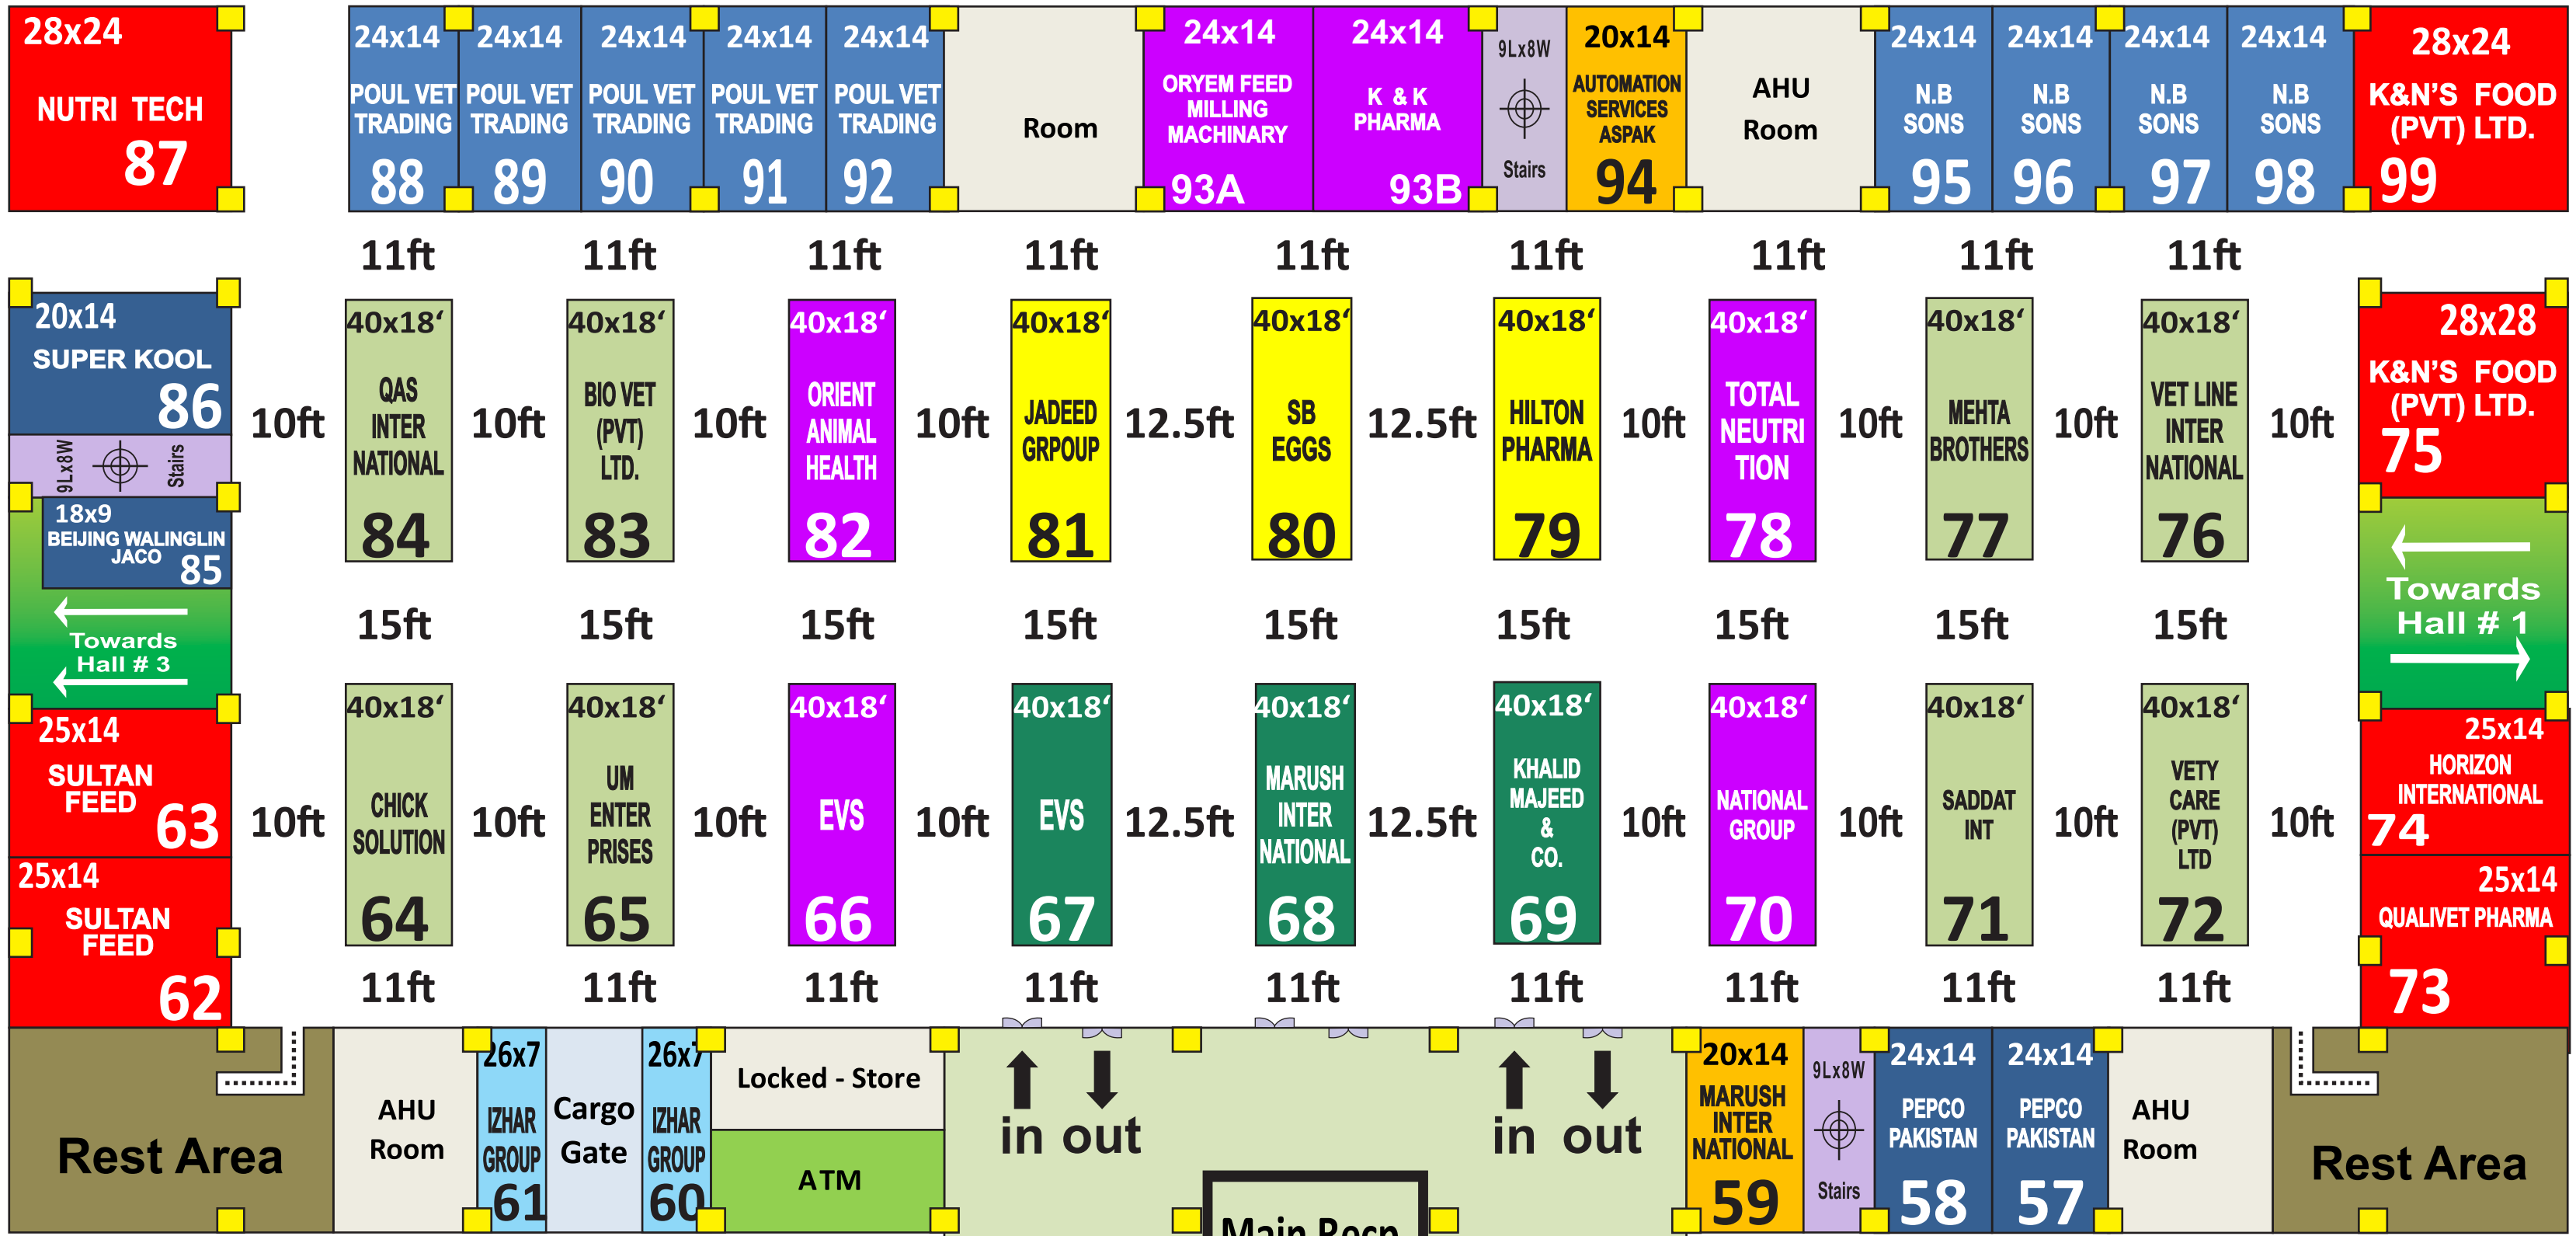 28x24
NUTRI TECH
87
24x14
POUL VET
TRADING
88
24x14
POUL VET
TRADING
89
24x14
POUL VET
TRADING
90
24x14
POUL VET
TRADING
91
24x14
POUL VET
TRADING
92
Room
24x14
ORYEM FEED
MILLING
MACHINARY
93A
24x14
K & K
PHARMA
93B
9Lx8W
Stairs
20x14
AUTOMATION
SERVICES
ASPAK
94
AHU
Room
24x14
N.B
SONS
95
24x14
N.B
SONS
96
24x14
N.B
SONS
97
24x14
N.B
SONS
98
28x24
K&N'S FOOD
(PVT) LTD.
99
11ft 11ft 11ft 11ft 11ft 11ft 11ft 11ft 11ft
20x14
SUPER KOOL
86
9Lx8W
Stairs
18x9
BEIJING WALINGLIN
JACO
85
Towards
Hall # 3
10ft
40x18‘
QAS
INTER
NATIONAL
84
10ft
40x18‘
BIO VET
(PVT)
LTD.
83
10ft
40x18‘
ORIENT
ANIMAL
HEALTH
82
10ft
40x18‘
JADEED
GRPOUP
81
12.5ft
40x18‘
SB
EGGS
80
12.5ft
40x18‘
HILTON
PHARMA
79
10ft
40x18‘
TOTAL
NEUTRI
TION
78
10ft
40x18‘
MEHTA
BROTHERS
77
10ft
40x18‘
VET LINE
INTER
NATIONAL
76
10ft
28x28
K&N'S FOOD
(PVT) LTD.
75
Towards
Hall # 1
15ft 15ft 15ft 15ft 15ft 15ft 15ft 15ft 15ft
25x14
SULTAN
FEED
63
25x14
SULTAN
FEED
62
10ft
40x18‘
CHICK
SOLUTION
64
10ft
40x18‘
UM
ENTER
PRISES
65
10ft
40x18‘
EVS
66
10ft
40x18‘
EVS
67
12.5ft
40x18‘
MARUSH
INTER
NATIONAL
68
12.5ft
40x18‘
KHALID
MAJEED
&
CO.
69
10ft
40x18‘
NATIONAL
GROUP
70
10ft
40x18‘
SADDAT
INT
71
10ft
40x18‘
VETY
CARE
(PVT)
LTD
72
10ft
25x14
HORIZON
INTERNATIONAL
74
25x14
QUALIVET PHARMA
73
11ft 11ft 11ft 11ft 11ft 11ft 11ft 11ft 11ft
Rest Area
AHU
Room
26x7
IZHAR
GROUP
61
Cargo
Gate
26x7
IZHAR
GROUP
60
Locked - Store
ATM
in out
Main Recp
in out
20x14
MARUSH
INTER
NATIONAL
59
9Lx8W
Stairs
24x14
PEPCO
PAKISTAN
58
24x14
PEPCO
PAKISTAN
57
AHU
Room
Rest Area